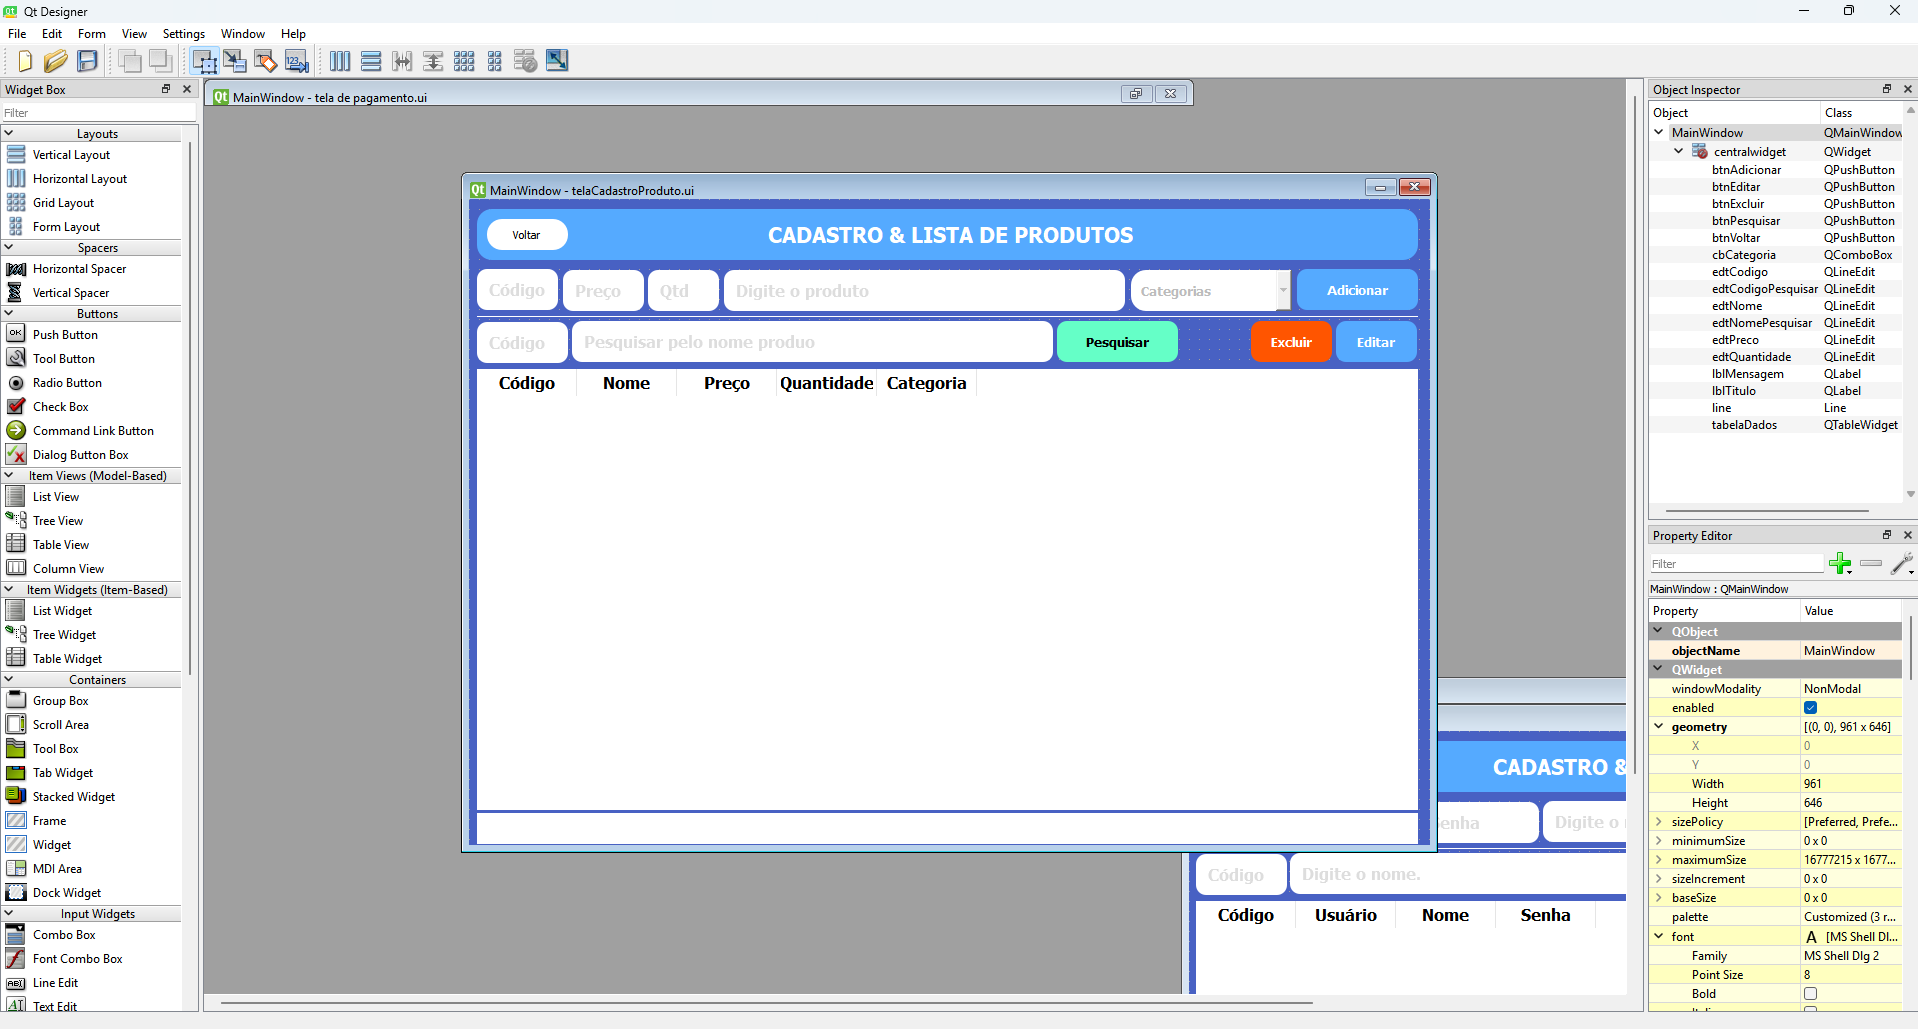 Qt Designer
File Edit Form View Settings Window Help
Widget Box
Filter
Layouts
Vertical Layout
Horizontal Layout
Grid Layout
Form Layout
Spacers
Horizontal Spacer
Vertical Spacer
Buttons
Push Button
Tool Button
Radio Button
Check Box
Command Link Button
Dialog Button Box
Item Views (Model-Based)
List View
Tree View
Table View
Column View
Item Widgets (Item-Based)
List Widget
Tree Widget
Table Widget
Containers
Group Box
Scroll Area
Tool Box
Tab Widget
Stacked Widget
Frame
Widget
MDI Area
Dock Widget
Input Widgets
Combo Box
Font Combo Box
Line Edit
Text Edit
MainWindow - tela de pagamento.ui
MainWindow - telaCadastroProduto.ui
Voltar
CADASTRO & LISTA DE PRODUTOS
Código Preço Qtd Digite o produto Categorias Adicionar
Código Pesquisar pelo nome produo Pesquisar Excluir Editar
Código Nome Preço Quantidade Categoria
CADASTRO &
enha Digite o
Código Digite o nome.
Código Usuário Nome Senha
Object Inspector
Object Class
MainWindow QMainWindow
centralwidget QWidget
btnAdicionar QPushButton
btnEditar QPushButton
btnExcluir QPushButton
btnPesquisar QPushButton
btnVoltar QPushButton
cbCategoria QComboBox
edtCodigo QLineEdit
edtCodigoPesquisar QLineEdit
edtNome QLineEdit
edtNomePesquisar QLineEdit
edtPreco QLineEdit
edtQuantidade QLineEdit
lblMensagem QLabel
lblTitulo QLabel
line Line
tabelaDados QTableWidget
Property Editor
Filter
MainWindow : QMainWindow
Property Value
QObject
objectName MainWindow
QWidget
windowModality NonModal
enabled
geometry [(0, 0), 961 x 646]
X 0
Y 0
Width 961
Height 646
sizePolicy [Preferred, Prefe...
minimumSize 0 x 0
maximumSize 16777215 x 1677...
sizeIncrement 0 x 0
baseSize 0 x 0
palette Customized (3 r...
font A [MS Shell Dl...
Family MS Shell Dlg 2
Point Size 8
Bold